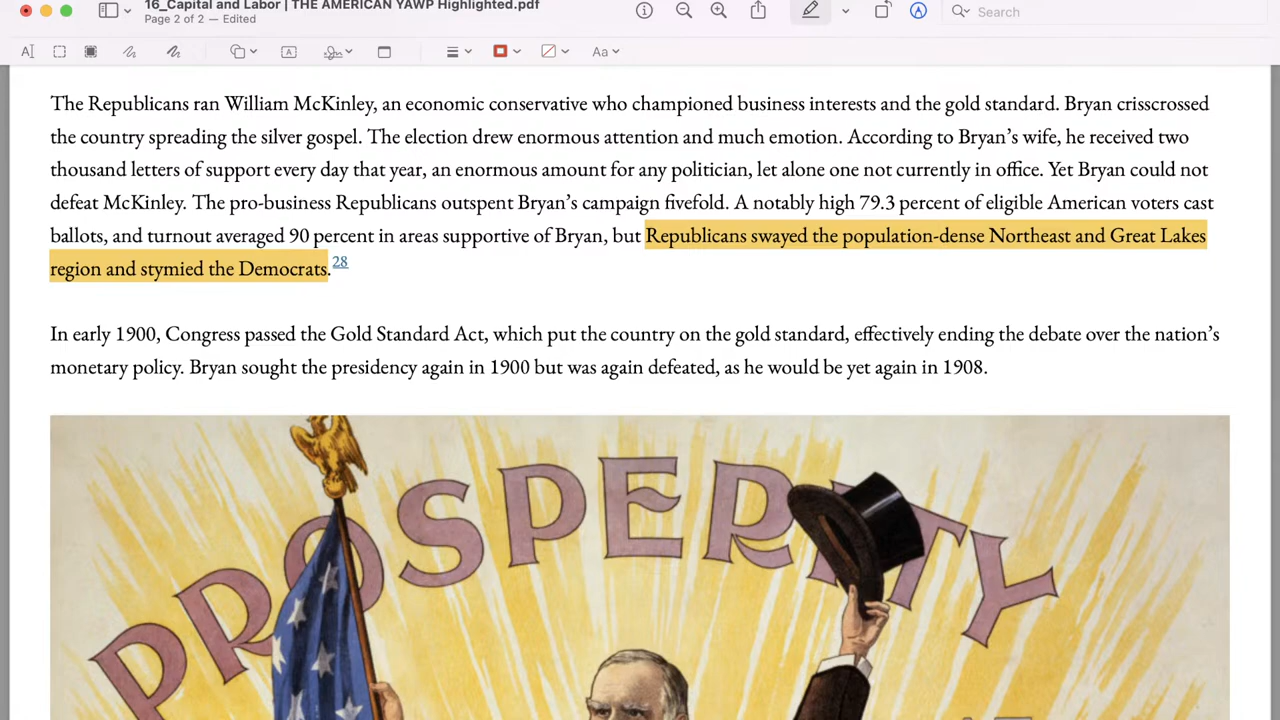 16_Capital and Labor | THE AMERICAN YAWP Highlighted.pdf
Page 2 of 2 — Edited
Search
A
Aa
The Republicans ran William McKinley, an economic conservative who championed business interests and the gold standard. Bryan crisscrossed
the country spreading the silver gospel. The election drew enormous attention and much emotion. According to Bryan’s wife, he received two
thousand letters of support every day that year, an enormous amount for any politician, let alone one not currently in office. Yet Bryan could not
defeat McKinley. The pro-business Republicans outspent Bryan’s campaign fivefold. A notably high 79.3 percent of eligible American voters cast
ballots, and turnout averaged 90 percent in areas supportive of Bryan, but Republicans swayed the population-dense Northeast and Great Lakes
region and stymied the Democrats.28
In early 1900, Congress passed the Gold Standard Act, which put the country on the gold standard, effectively ending the debate over the nation’s
monetary policy. Bryan sought the presidency again in 1900 but was again defeated, as he would be yet again in 1908.
PROSPERITY